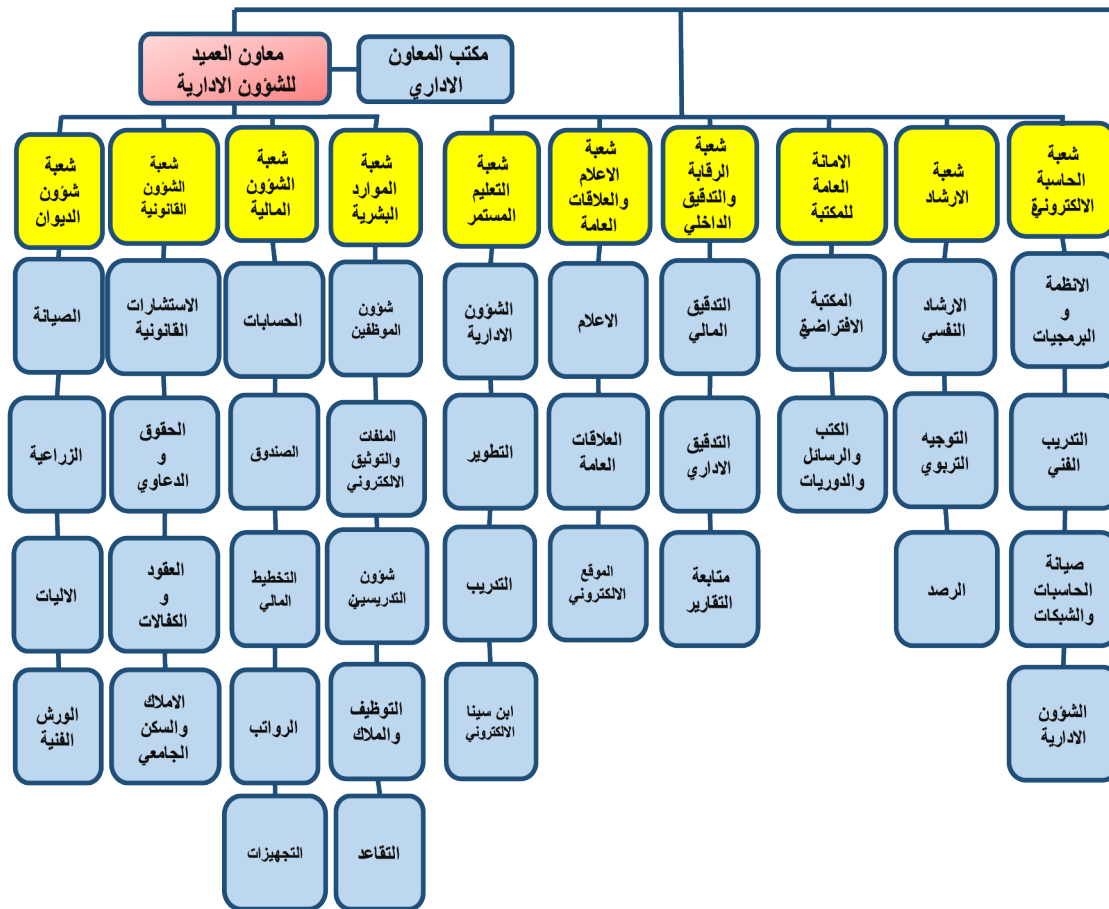 معاون العميد
للشؤون الادارية
مكتب المعاون
الاداري
شعبة
الحاسبة
الالكتروني
شعبة
الارشاد
الامانة
العامة
للمكتبة
شعبة
الرقابة
والتدقيق
الداخلي
شعبة
الاعلام
والعلاقات
العامة
شعبة
التعليم
المستمر
شعبة
الموارد
البشرية
شعبة
الشؤون
المالية
شعبة
الشؤون
القانونية
شعبة
شؤون
الديوان
الانظمة
و
البرمجيات
الارشاد
النفسي
المكتبة
الافتراضي
التدقيق
المالي
الاعلام
الشؤون
الادارية
شؤون
الموظفين
الحسابات
الاستشارات
القانونية
الصيانة
التدريب
الفني
التوجيه
التربوي
الكتب
والرسائل
والدوريات
التدقيق
الاداري
العلاقات
العامة
التطوير
الملفات
والتوثيق
الالكتروني
الصندوق
الحقوق
و
الدعاوي
الزراعية
صيانة
الحاسبات
والشبكات
الرصد
متابعة
التقارير
الموقع
الالكتروني
التدريب
شؤون
التدريسين
التخطيط
المالي
العقود
و
الكفالات
الاليات
الشؤون
الادارية
ابن سينا
الالكتروني
التوظيف
والملاك
الرواتب
الاملاك
والسكن
الجامعي
الورش
الفنية
التقاعد
التجهيزات